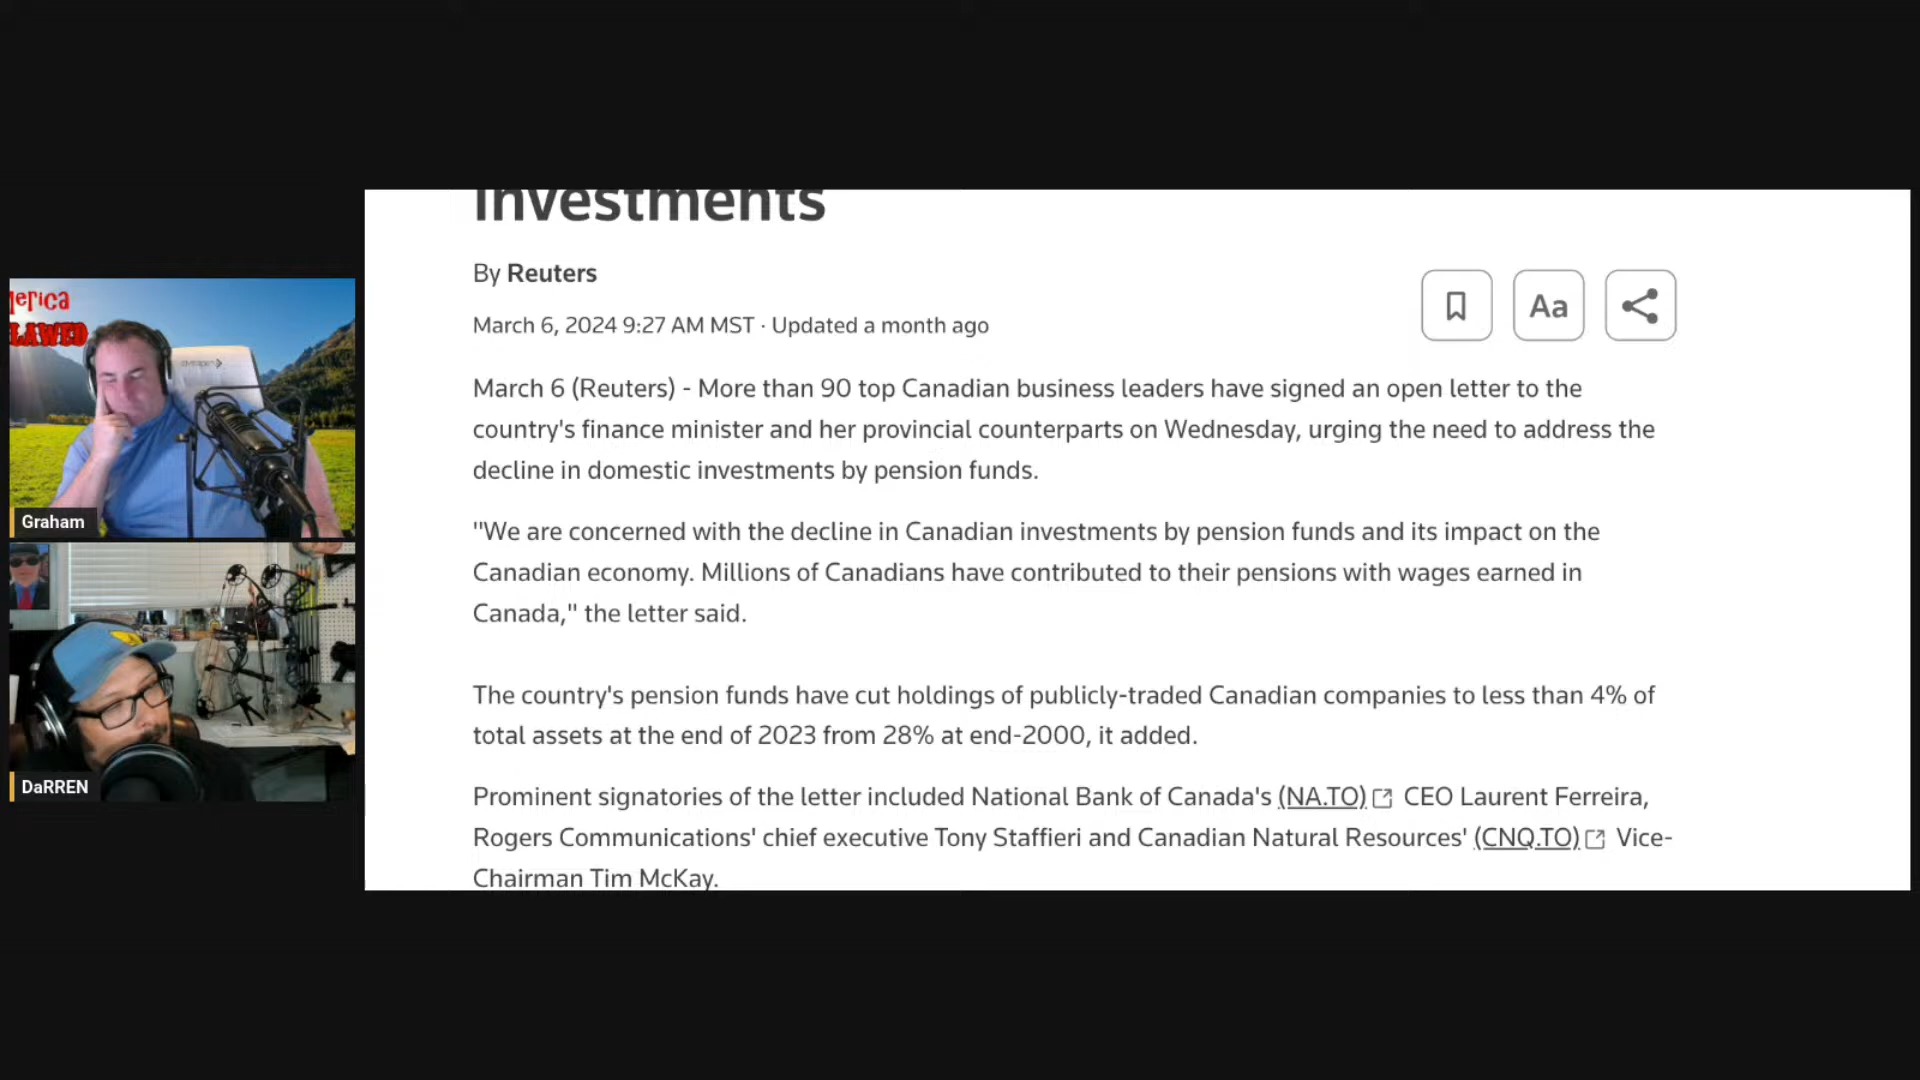 Investments
By Reuters
March 6, 2024 9:27 AM MST · Updated a month ago
Aa
March 6 (Reuters) - More than 90 top Canadian business leaders have signed an open letter to the
country's finance minister and her provincial counterparts on Wednesday, urging the need to address the
decline in domestic investments by pension funds.
"We are concerned with the decline in Canadian investments by pension funds and its impact on the
Canadian economy. Millions of Canadians have contributed to their pensions with wages earned in
Canada," the letter said.
The country's pension funds have cut holdings of publicly-traded Canadian companies to less than 4% of
total assets at the end of 2023 from 28% at end-2000, it added.
Prominent signatories of the letter included National Bank of Canada's (NA.TO) CEO Laurent Ferreira,
Rogers Communications' chief executive Tony Staffieri and Canadian Natural Resources' (CNQ.TO) Vice-
Chairman Tim McKay.
Graham
DaRREN